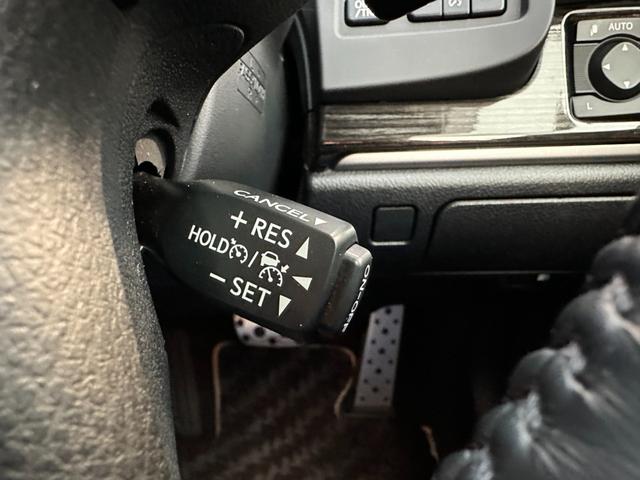 AUTO
L
CANCEL▼
+ RES ▲
HOLD / ◀
− SET ▼
ON-OFF